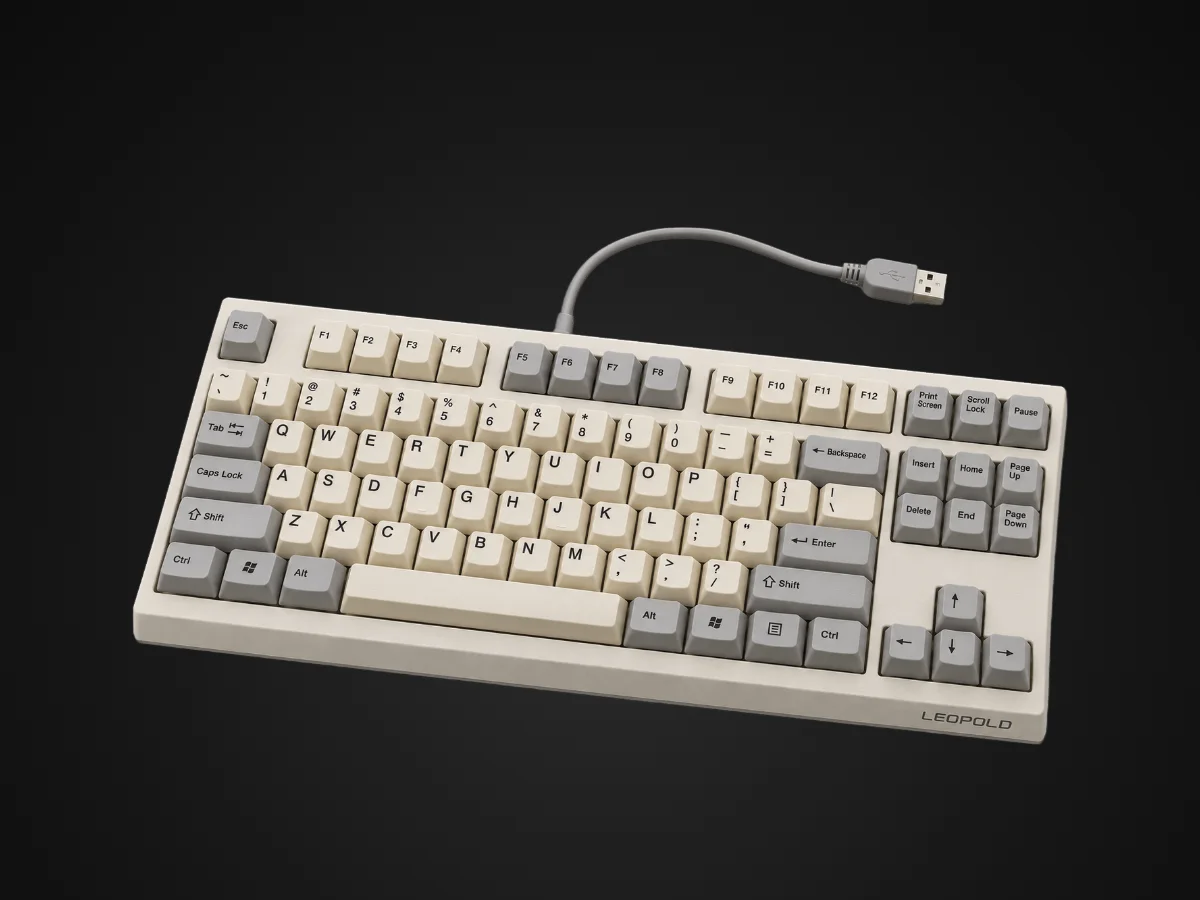 Esc F1 F2 F3 F4 F5 F6 F7 F8 F9 F10 F11 F12
Print
Screen
Scroll
Lock
Pause
~ ! @ # $ % ^ & * ( ) — +
` 1 2 3 4 5 6 7 8 9 0 – =
← Backspace
Insert Home
Page
Up
Tab Q W E R T Y U I O P
{ } |
[ ] \
Delete End
Page
Down
Caps Lock A S D F G H J K L
: “
; ,
Enter
Shift Z X C V B N M
< > ?
, , /
Shift
↑
Ctrl Alt Alt Ctrl
← ↓ →
LEOPOLD